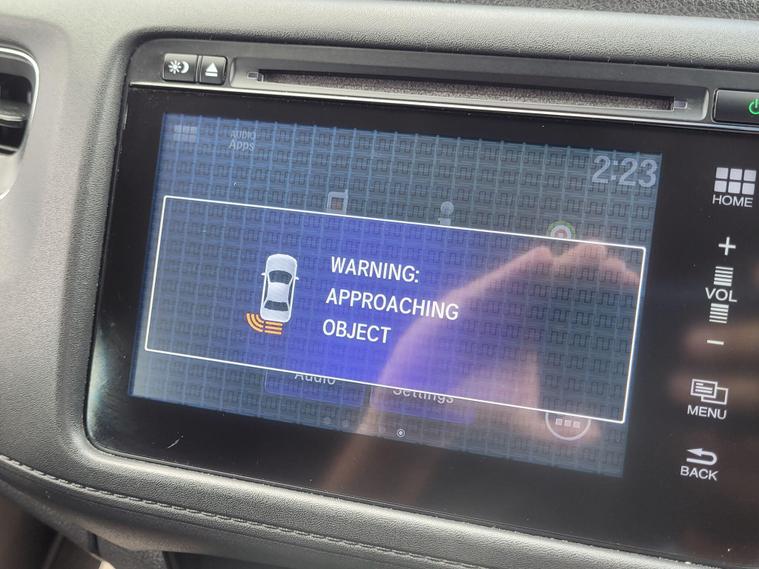 AUDIO
Apps
2:23
HOME
WARNING:
APPROACHING
OBJECT
+
VOL
-
Audio
Settings
MENU
BACK